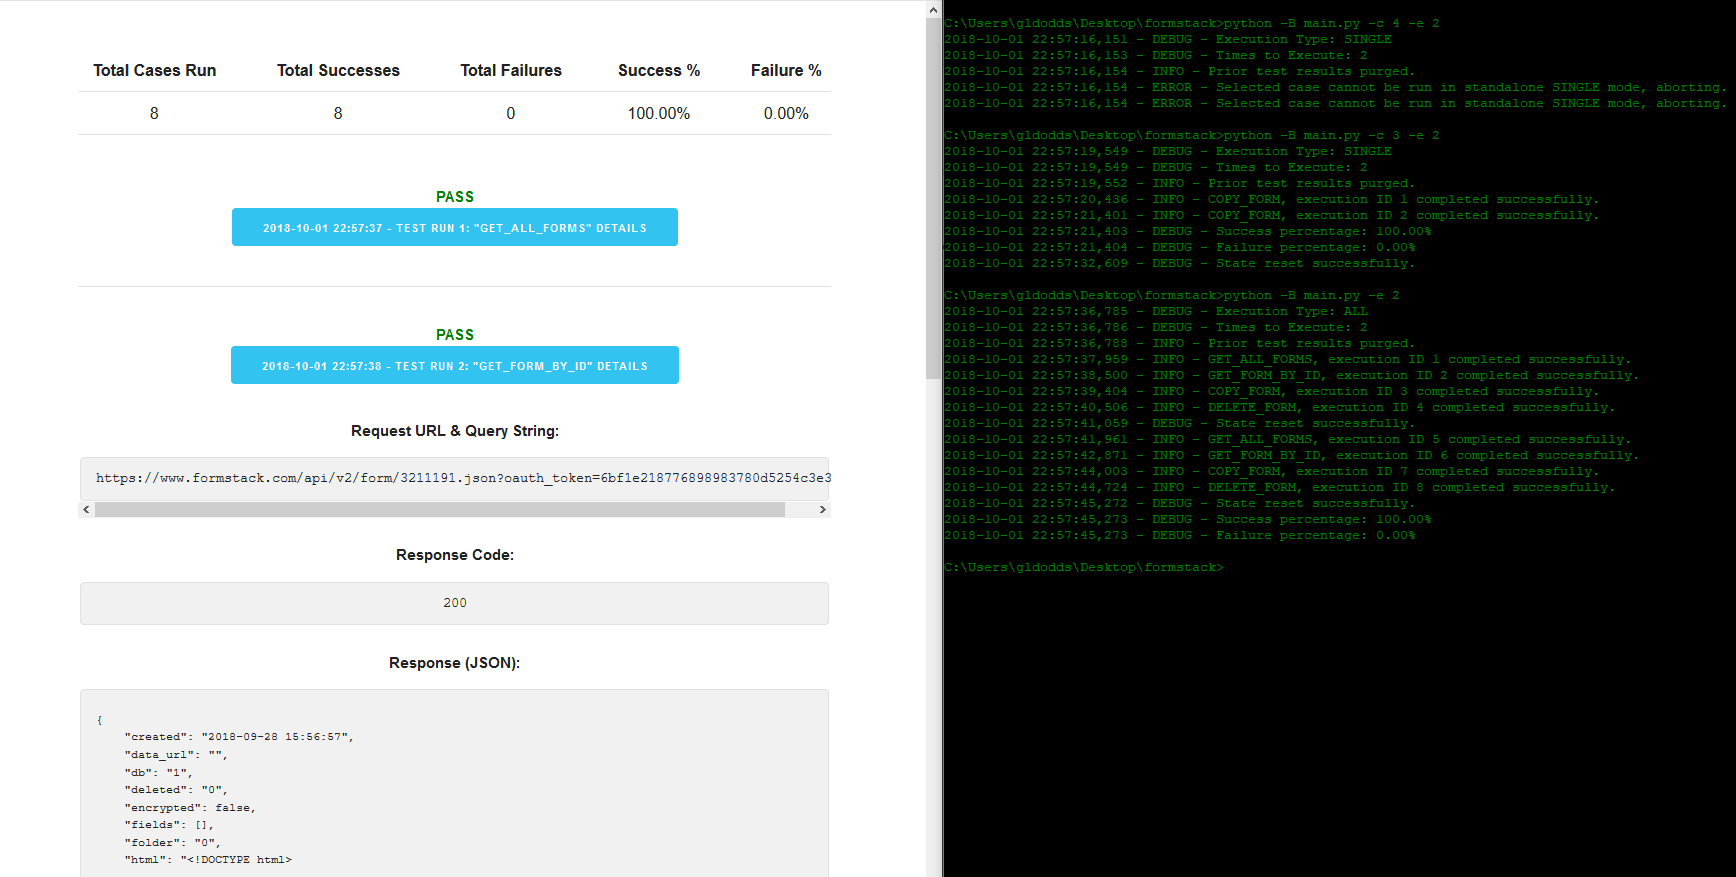 Total Cases Run Total Successes Total Failures Success % Failure %
8 8 0 100.00% 0.00%
PASS
2018-10-01 22:57:37 - TEST RUN 1: "GET_ALL_FORMS" DETAILS
PASS
2018-10-01 22:57:38 - TEST RUN 2: "GET_FORM_BY_ID" DETAILS
Request URL & Query String:
https://www.formstack.com/api/v2/form/3211191.json?oauth_token=6bf1e218776898983780d5254c3e3
Response Code:
200
Response (JSON):
{
"created": "2018-09-28 15:56:57",
"data_url": "",
"db": "1",
"deleted": "0",
"encrypted": false,
"fields": [],
"folder": "0",
"html": "<!DOCTYPE html>
C:\Users\gldodds\Desktop\formstack>python -B main.py -c 4 -e 2
2018-10-01 22:57:16,151 - DEBUG - Execution Type: SINGLE
2018-10-01 22:57:16,153 - DEBUG - Times to Execute: 2
2018-10-01 22:57:16,154 - INFO - Prior test results purged.
2018-10-01 22:57:16,154 - ERROR - Selected case cannot be run in standalone SINGLE mode, aborting.
2018-10-01 22:57:16,154 - ERROR - Selected case cannot be run in standalone SINGLE mode, aborting.
C:\Users\gldodds\Desktop\formstack>python -B main.py -c 3 -e 2
2018-10-01 22:57:19,549 - DEBUG - Execution Type: SINGLE
2018-10-01 22:57:19,549 - DEBUG - Times to Execute: 2
2018-10-01 22:57:19,552 - INFO - Prior test results purged.
2018-10-01 22:57:20,436 - INFO - COPY_FORM, execution ID 1 completed successfully.
2018-10-01 22:57:21,401 - INFO - COPY_FORM, execution ID 2 completed successfully.
2018-10-01 22:57:21,403 - DEBUG - Success percentage: 100.00%
2018-10-01 22:57:21,404 - DEBUG - Failure percentage: 0.00%
2018-10-01 22:57:32,609 - DEBUG - State reset successfully.
C:\Users\gldodds\Desktop\formstack>python -B main.py -e 2
2018-10-01 22:57:36,785 - DEBUG - Execution Type: ALL
2018-10-01 22:57:36,786 - DEBUG - Times to Execute: 2
2018-10-01 22:57:36,788 - INFO - Prior test results purged.
2018-10-01 22:57:37,959 - INFO - GET_ALL_FORMS, execution ID 1 completed successfully.
2018-10-01 22:57:38,500 - INFO - GET_FORM_BY_ID, execution ID 2 completed successfully.
2018-10-01 22:57:39,404 - INFO - COPY_FORM, execution ID 3 completed successfully.
2018-10-01 22:57:40,506 - INFO - DELETE_FORM, execution ID 4 completed successfully.
2018-10-01 22:57:41,059 - DEBUG - State reset successfully.
2018-10-01 22:57:41,961 - INFO - GET_ALL_FORMS, execution ID 5 completed successfully.
2018-10-01 22:57:42,871 - INFO - GET_FORM_BY_ID, execution ID 6 completed successfully.
2018-10-01 22:57:44,003 - INFO - COPY_FORM, execution ID 7 completed successfully.
2018-10-01 22:57:44,724 - INFO - DELETE_FORM, execution ID 8 completed successfully.
2018-10-01 22:57:45,272 - DEBUG - State reset successfully.
2018-10-01 22:57:45,273 - DEBUG - Success percentage: 100.00%
2018-10-01 22:57:45,273 - DEBUG - Failure percentage: 0.00%
C:\Users\gldodds\Desktop\formstack>